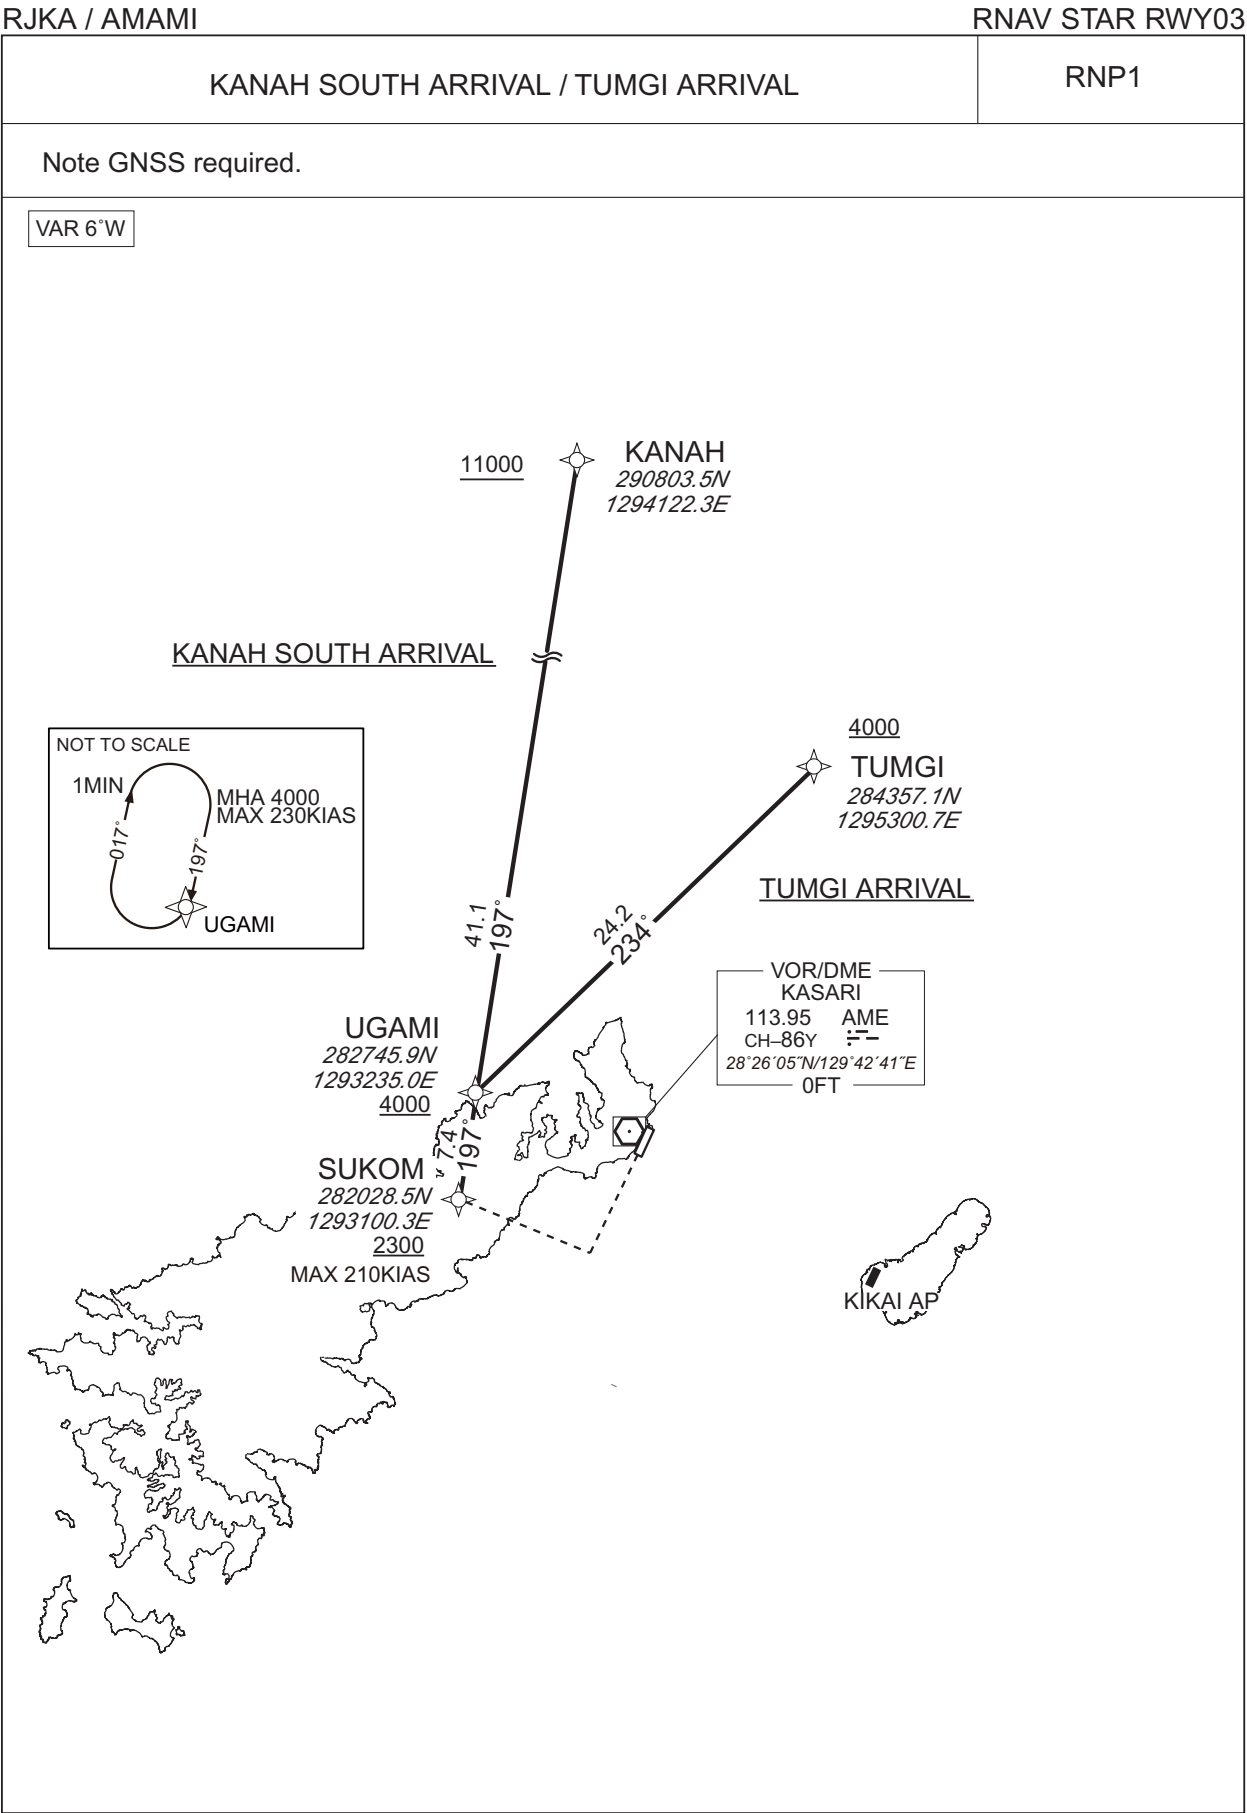 RJKA / AMAMI
RNAV STAR RWY03
KANAH SOUTH ARRIVAL / TUMGI ARRIVAL
RNP1
Note GNSS required.
VAR 6˚W
11000
KANAH
290803.5N
1294122.3E
KANAH SOUTH ARRIVAL
4000
TUMGI
284357.1N
1295300.7E
TUMGI ARRIVAL
NOT TO SCALE
1MIN
MHA 4000
MAX 230KIAS
017˚
197˚
UGAMI
41.1
197˚
24.2
234˚
VOR/DME
KASARI
113.95 AME
CH–86Y
28˚26´05˝N/129˚42´41˝E
0FT
UGAMI
282745.9N
1293235.0E
4000
7.4
197˚
SUKOM
282028.5N
1293100.3E
2300
MAX 210KIAS
KIKAI AP